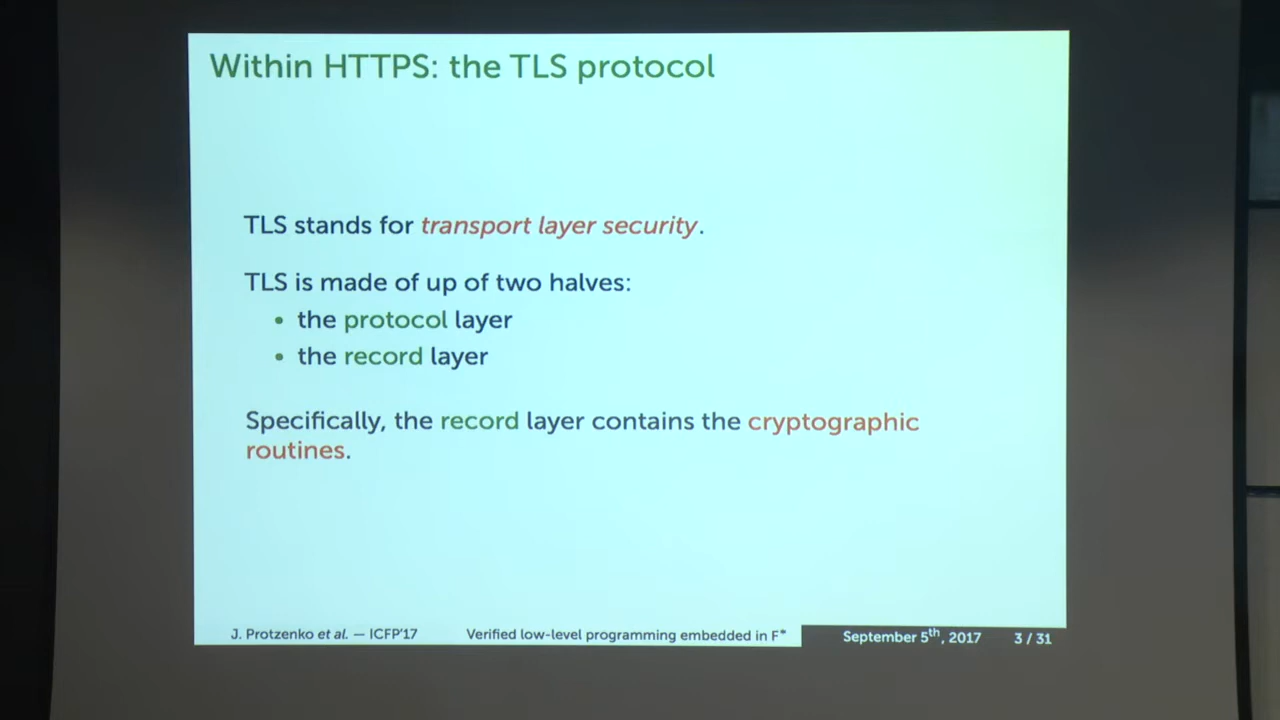 Within HTTPS: the TLS protocol
TLS stands for transport layer security.
TLS is made of up of two halves:
• the protocol layer
• the record layer
Specifically, the record layer contains the cryptographic
routines.
J. Protzenko et al. — ICFP'17 Verified low-level programming embedded in F* September 5th, 2017 3 / 31